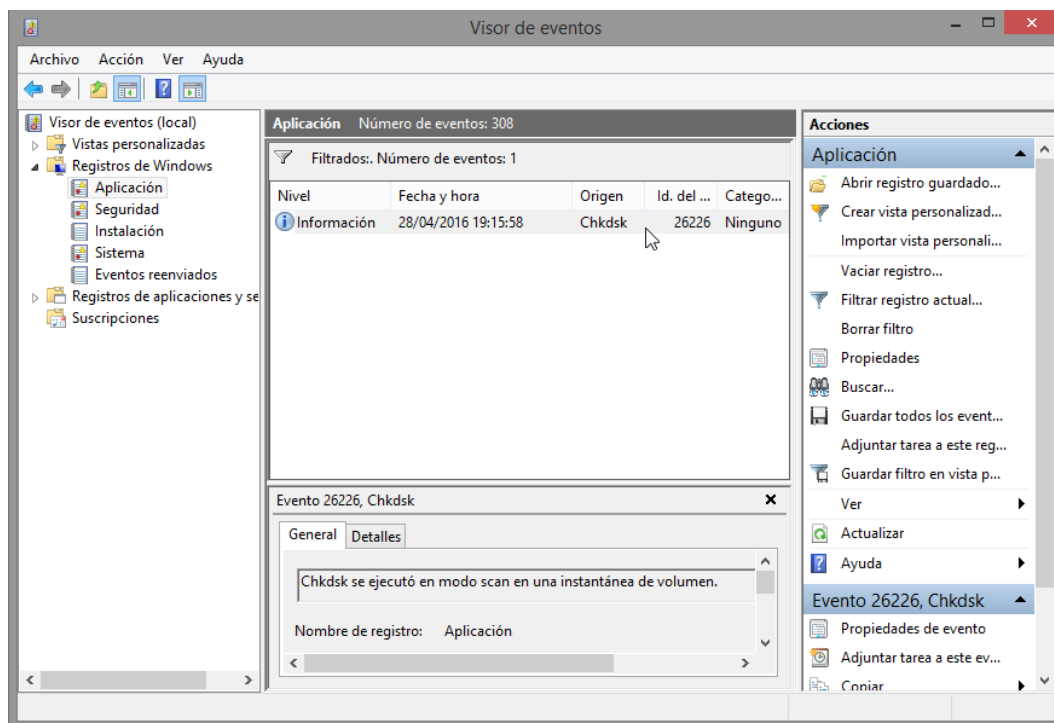 Visor de eventos
Archivo Acción Ver Ayuda
Visor de eventos (local)
Vistas personalizadas
Registros de Windows
Aplicación
Seguridad
Instalación
Sistema
Eventos reenviados
Registros de aplicaciones y se
Suscripciones
Aplicación Número de eventos: 308
Filtrados:. Número de eventos: 1
Nivel Fecha y hora Origen Id. del ... Catego...
Información 28/04/2016 19:15:58 Chkdsk 26226 Ninguno
Evento 26226, Chkdsk
General Detalles
Chkdsk se ejecutó en modo scan en una instantánea de volumen.
Nombre de registro: Aplicación
Acciones
Aplicación
Abrir registro guardado...
Crear vista personalizad...
Importar vista personali...
Vaciar registro...
Filtrar registro actual...
Borrar filtro
Propiedades
Buscar...
Guardar todos los event...
Adjuntar tarea a este reg...
Guardar filtro en vista p...
Ver
Actualizar
Ayuda
Evento 26226, Chkdsk
Propiedades de evento
Adjuntar tarea a este ev...
Copiar